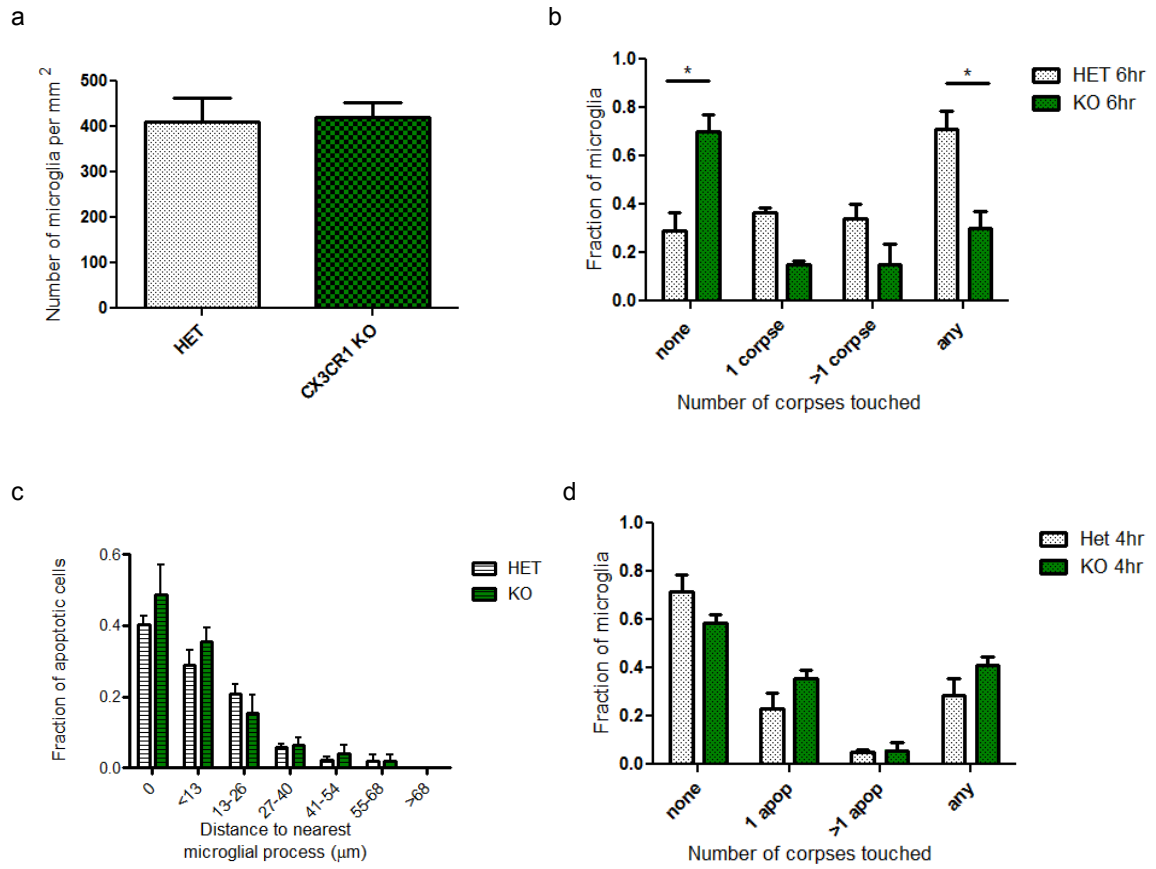 a
Number of microglia per mm 2
500
400
300
200
100
0
HET
CX3CR1 KO
b
Fraction of microglia
1.0
0.8
0.6
0.4
0.2
0.0
*
*
HET 6hr
KO 6hr
none
1 corpse
>1 corpse
any
Number of corpses touched
c
Fraction of apoptotic cells
0.6
0.4
0.2
0.0
HET
KO
0
<13
13-26
27-40
41-54
55-68
>68
Distance to nearest
microglial process (μm)
d
Fraction of microglia
1.0
0.8
0.6
0.4
0.2
0.0
Het 4hr
KO 4hr
none
1 apop
>1 apop
any
Number of corpses touched